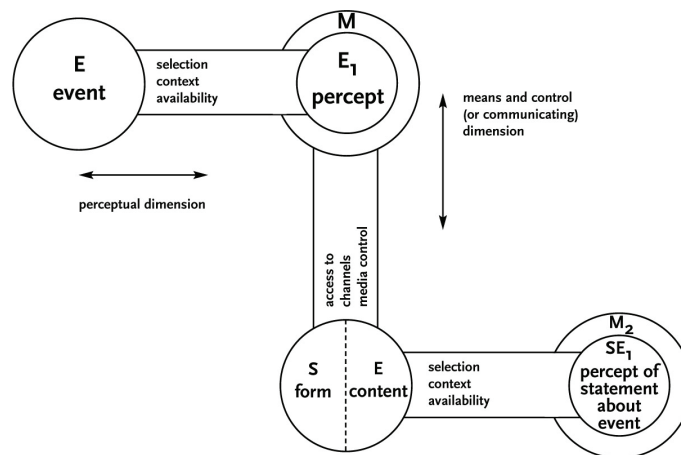 E
event
selection
context
availability
M
E1
percept
means and control
(or communicating)
dimension
perceptual dimension
access to
channels
media control
S
form
E
content
selection
context
availability
M2
SE1
percept of
statement
about
event